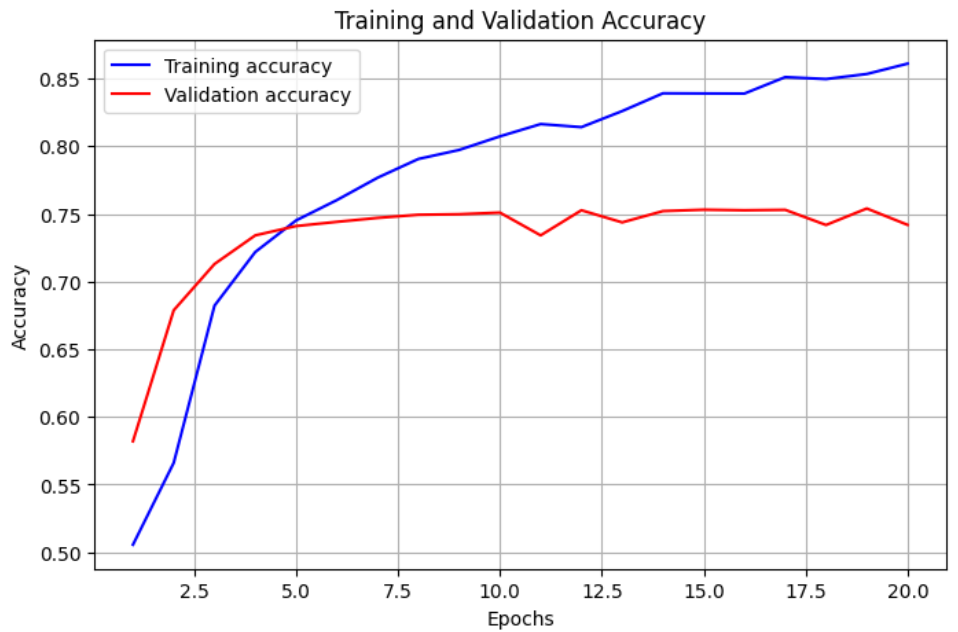 Training and Validation Accuracy
Training accuracy
Validation accuracy
0.85
0.80
0.75
0.70
0.65
0.60
0.55
0.50
Accuracy
2.5 5.0 7.5 10.0 12.5 15.0 17.5 20.0
Epochs